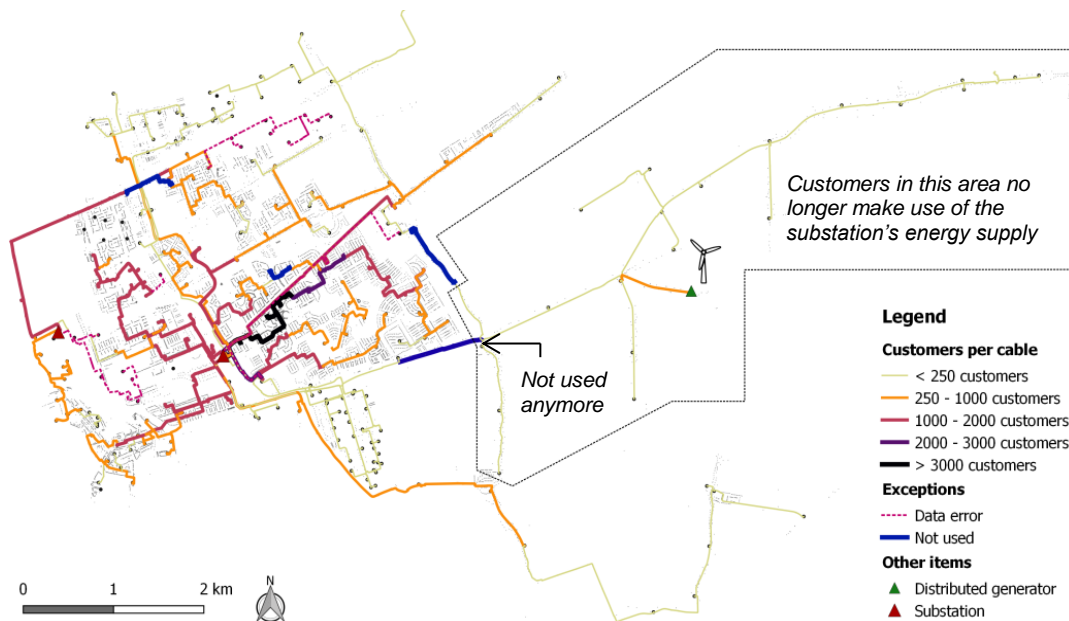 Customers in this area no
longer make use of the
substation's energy supply
Not used
anymore
Legend
Customers per cable
< 250 customers
250 - 1000 customers
1000 - 2000 customers
2000 - 3000 customers
> 3000 customers
Exceptions
Data error
Not used
Other items
Distributed generator
Substation
0 1 2 km
N